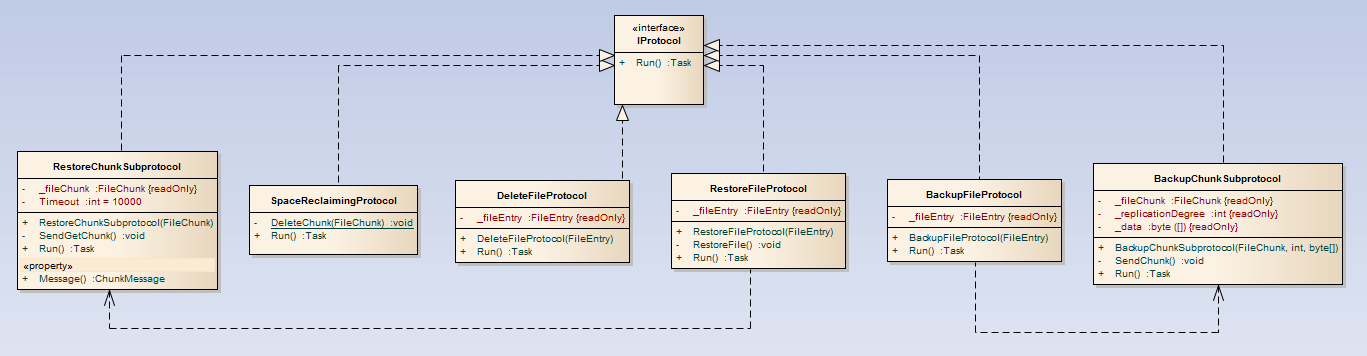 «interface»
IProtocol
+ Run() :Task
RestoreChunkSubprotocol
- _fileChunk :FileChunk {readOnly}
- Timeout :int = 10000
+ RestoreChunkSubprotocol(FileChunk)
- SendGetChunk() :void
+ Run() :Task
«property»
+ Message() :ChunkMessage
SpaceReclaimingProtocol
- DeleteChunk(FileChunk) :void
+ Run() :Task
DeleteFileProtocol
- _fileEntry :FileEntry {readOnly}
+ DeleteFileProtocol(FileEntry)
+ Run() :Task
RestoreFileProtocol
- _fileEntry :FileEntry {readOnly}
+ RestoreFileProtocol(FileEntry)
- RestoreFile() :void
+ Run() :Task
BackupFileProtocol
- _fileEntry :FileEntry {readOnly}
+ BackupFileProtocol(FileEntry)
+ Run() :Task
BackupChunkSubprotocol
- _fileChunk :FileChunk {readOnly}
- _replicationDegree :int {readOnly}
- _data :byte ([]) {readOnly}
+ BackupChunkSubprotocol(FileChunk, int, byte[])
- SendChunk() :void
+ Run() :Task